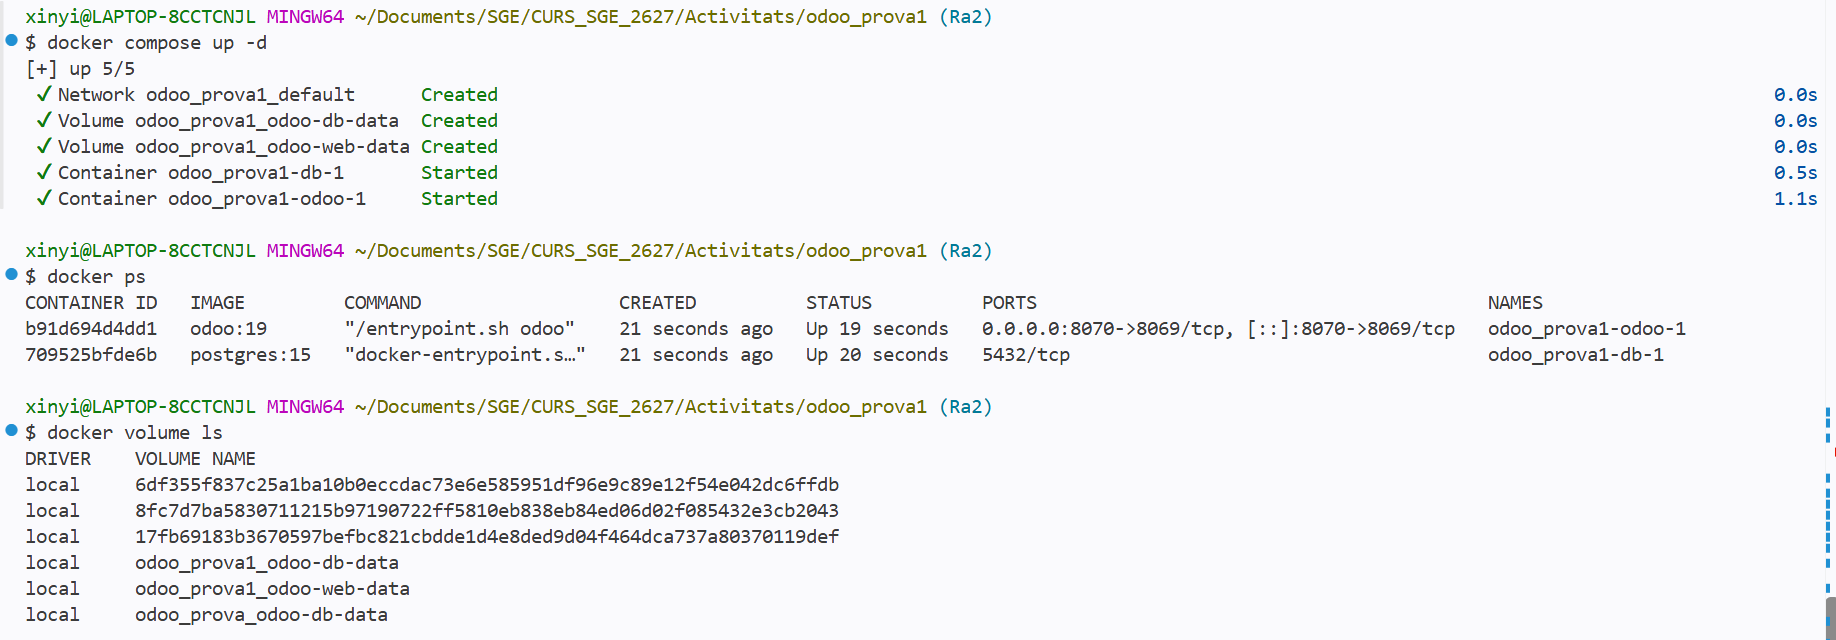 xinyi@LAPTOP-8CCTCNJL MINGW64 ~/Documents/SGE/CURS_SGE_2627/Activitats/odoo_prova1 (Ra2)
$ docker compose up -d
[+] up 5/5
✓ Network odoo_prova1_default Created 0.0s
✓ Volume odoo_prova1_odoo-db-data Created 0.0s
✓ Volume odoo_prova1_odoo-web-data Created 0.0s
✓ Container odoo_prova1-db-1 Started 0.5s
✓ Container odoo_prova1-odoo-1 Started 1.1s
xinyi@LAPTOP-8CCTCNJL MINGW64 ~/Documents/SGE/CURS_SGE_2627/Activitats/odoo_prova1 (Ra2)
$ docker ps
CONTAINER ID IMAGE COMMAND CREATED STATUS PORTS NAMES
b91d694d4dd1 odoo:19 "/entrypoint.sh odoo" 21 seconds ago Up 19 seconds 0.0.0.0:8070->8069/tcp, [::]:8070->8069/tcp odoo_prova1-odoo-1
709525bfde6b postgres:15 "docker-entrypoint.s…" 21 seconds ago Up 20 seconds 5432/tcp odoo_prova1-db-1
xinyi@LAPTOP-8CCTCNJL MINGW64 ~/Documents/SGE/CURS_SGE_2627/Activitats/odoo_prova1 (Ra2)
$ docker volume ls
DRIVER VOLUME NAME
local 6df355f837c25a1ba10b0eccdac73e6e585951df96e9c89e12f54e042dc6ffdb
local 8fc7d7ba5830711215b97190722ff5810eb838eb84ed06d02f085432e3cb2043
local 17fb69183b3670597befbc821cbdde1d4e8ded9d04f464dca737a80370119def
local odoo_prova1_odoo-db-data
local odoo_prova1_odoo-web-data
local odoo_prova_odoo-db-data